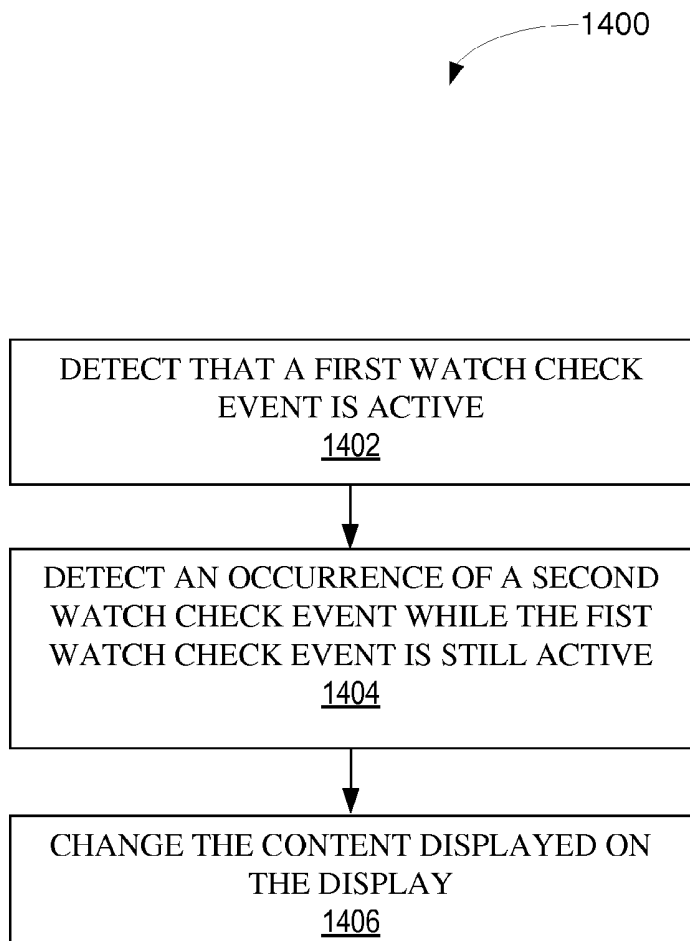 1400
DETECT THAT A FIRST WATCH CHECK
EVENT IS ACTIVE
1402
DETECT AN OCCURRENCE OF A SECOND
WATCH CHECK EVENT WHILE THE FIST
WATCH CHECK EVENT IS STILL ACTIVE
1404
CHANGE THE CONTENT DISPLAYED ON
THE DISPLAY
1406